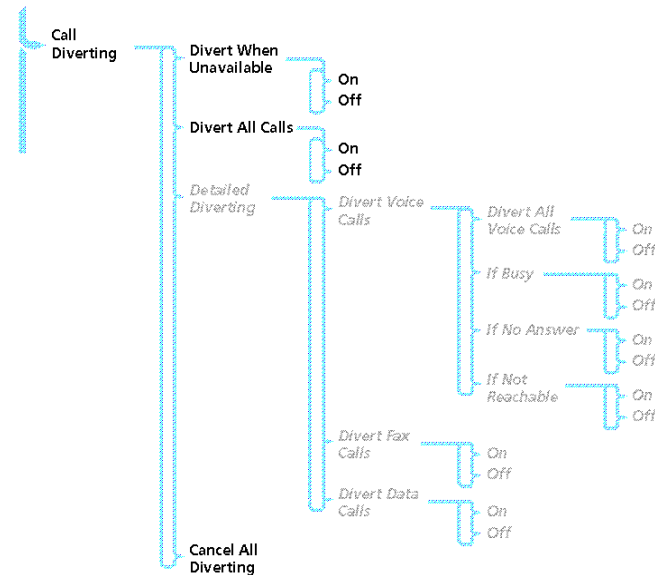 Call
Diverting
Divert When
Unavailable
On
Off
Divert All Calls
On
Off
Detailed
Diverting
Divert Voice
Calls
Divert All
Voice Calls
On
Off
If Busy
On
Off
If No Answer
On
Off
If Not
Reachable
On
Off
Divert Fax
Calls
On
Off
Divert Data
Calls
On
Off
Cancel All
Diverting